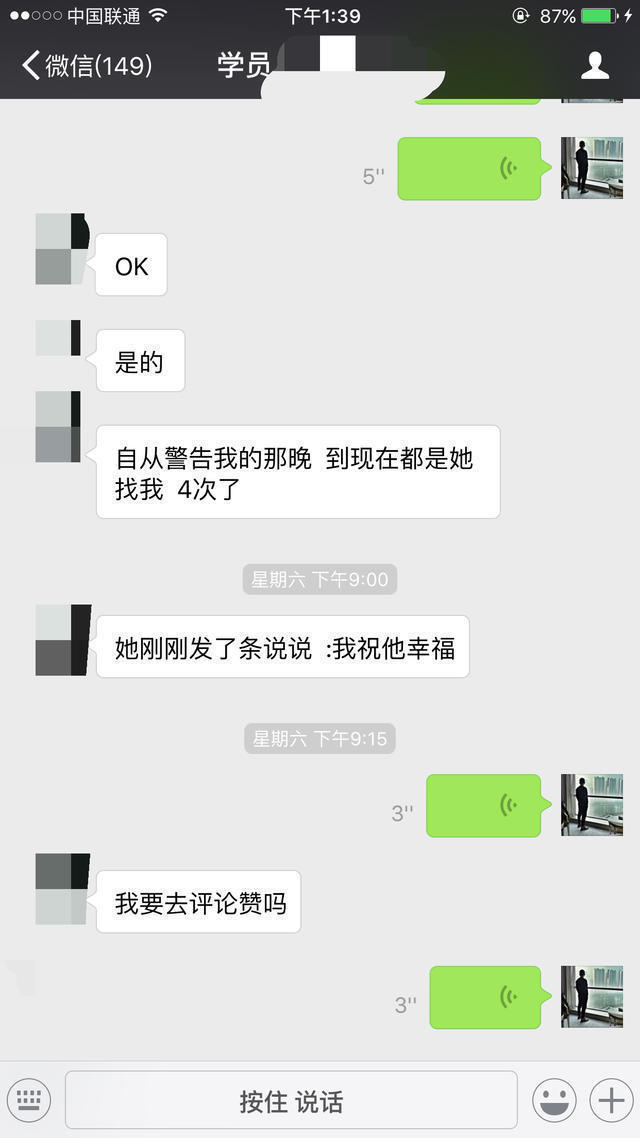 中国联通 下午1:39 87%
微信(149) 学员
5''
OK
是的
自从警告我的那晚 到现在都是她
找我 4次了
星期六 下午9:00
她刚刚发了条说说 :我祝他幸福
星期六 下午9:15
3''
我要去评论赞吗
3''
按住 说话